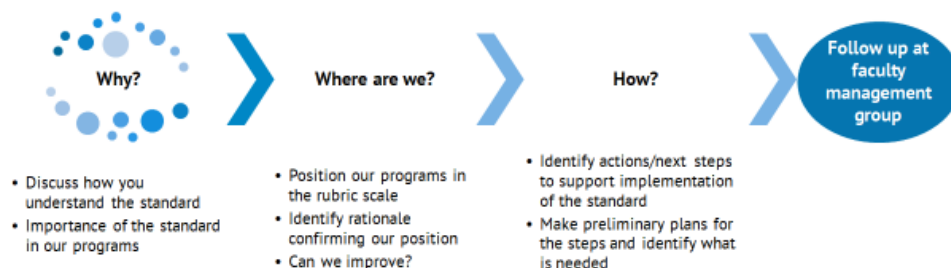 Why?
Where are we?
How?
Follow up at
faculty
management
group
• Discuss how you
understand the standard
• Importance of the standard
in our programs
• Position our programs in
the rubric scale
• Identify rationale
confirming our position
• Can we improve?
• Identify actions/next steps
to support implementation
of the standard
• Make preliminary plans for
the steps and identify what
is needed